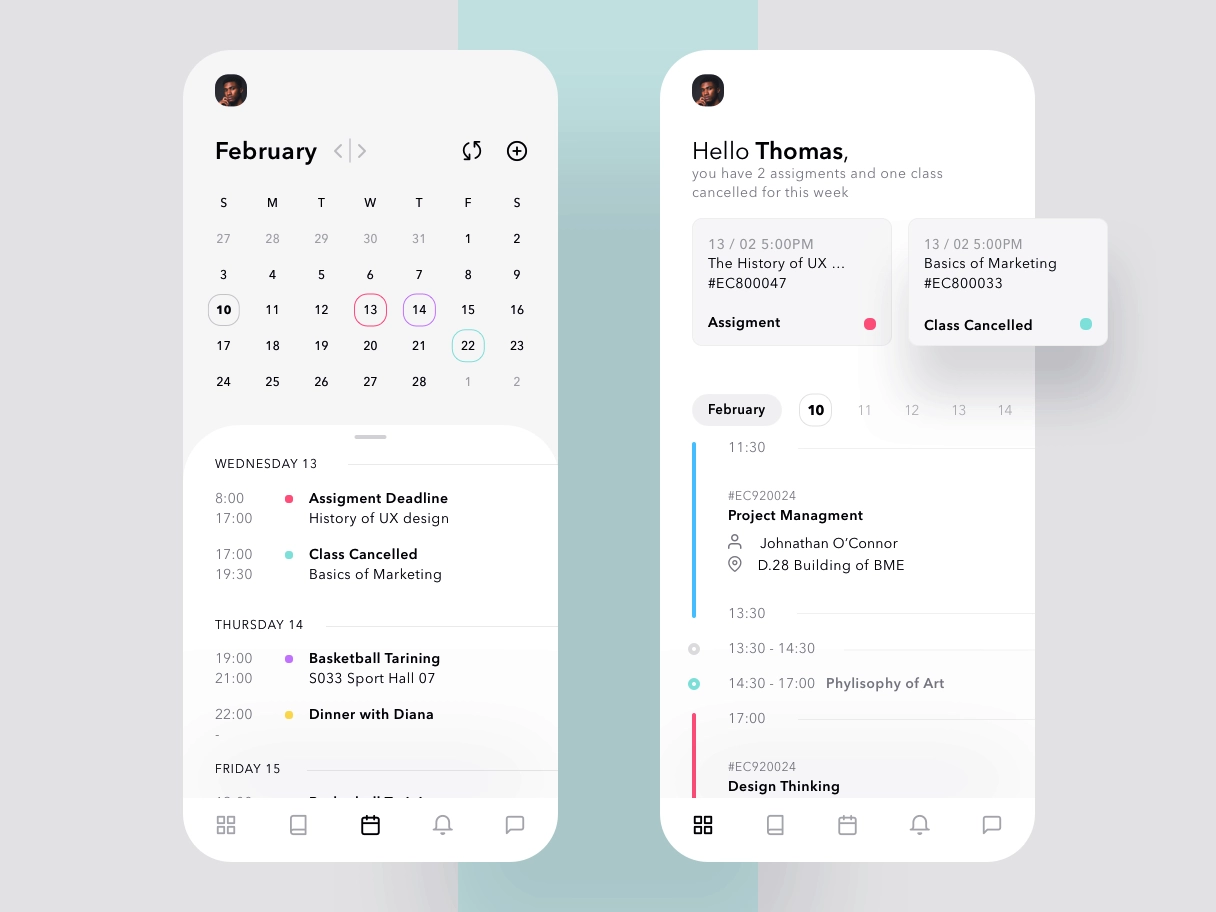 February
S M T W T F S
27 28 29 30 31 1 2
3 4 5 6 7 8 9
10 11 12 13 14 15 16
17 18 19 20 21 22 23
24 25 26 27 28 1 2
WEDNESDAY 13
8:00 Assigment Deadline
17:00 History of UX design
17:00 Class Cancelled
19:30 Basics of Marketing
THURSDAY 14
19:00 Basketball Tarining
21:00 S033 Sport Hall 07
22:00 Dinner with Diana
-
FRIDAY 15
Hello Thomas,
you have 2 assigments and one class
cancelled for this week
13 / 02 5:00PM
The History of UX ...
#EC800047
Assigment
13 / 02 5:00PM
Basics of Marketing
#EC800033
Class Cancelled
February 10 11 12 13 14
11:30
#EC920024
Project Managment
Johnathan O’Connor
D.28 Building of BME
13:30
13:30 - 14:30
14:30 - 17:00 Phylisophy of Art
17:00
#EC920024
Design Thinking